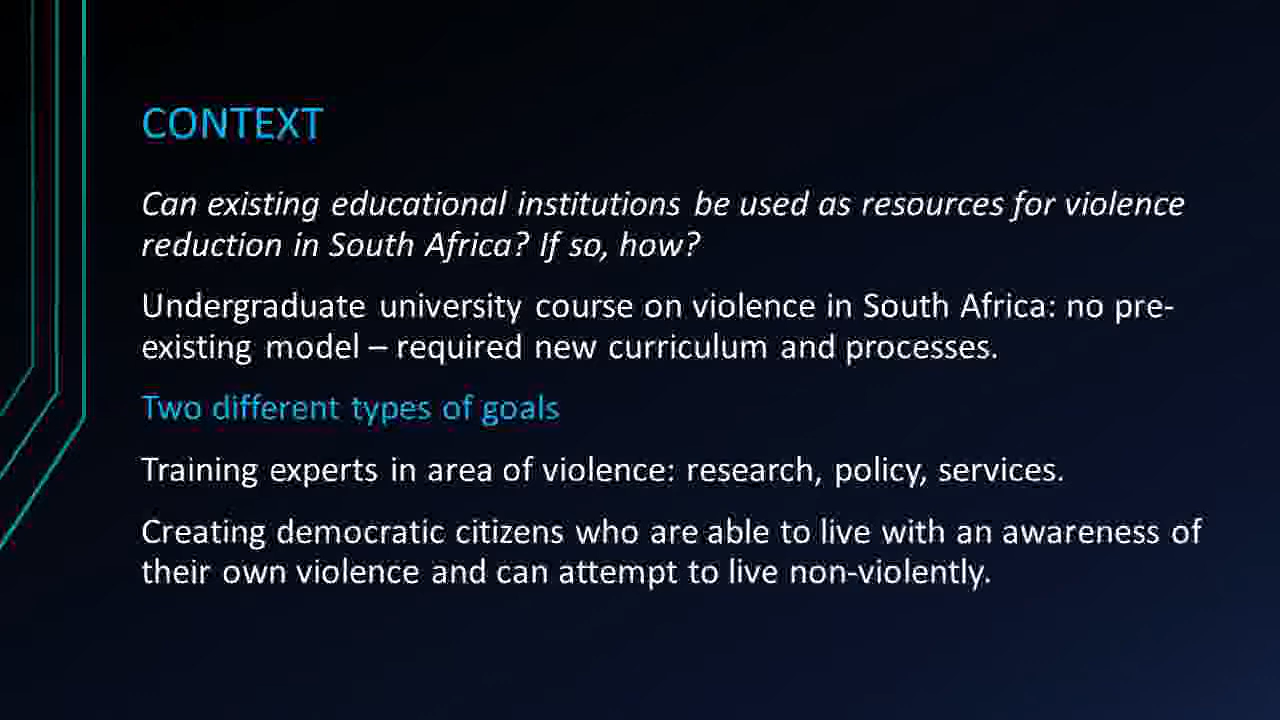 CONTEXT
Can existing educational institutions be used as resources for violence
reduction in South Africa? If so, how?
Undergraduate university course on violence in South Africa: no pre-
existing model – required new curriculum and processes.
Two different types of goals
Training experts in area of violence: research, policy, services.
Creating democratic citizens who are able to live with an awareness of
their own violence and can attempt to live non-violently.